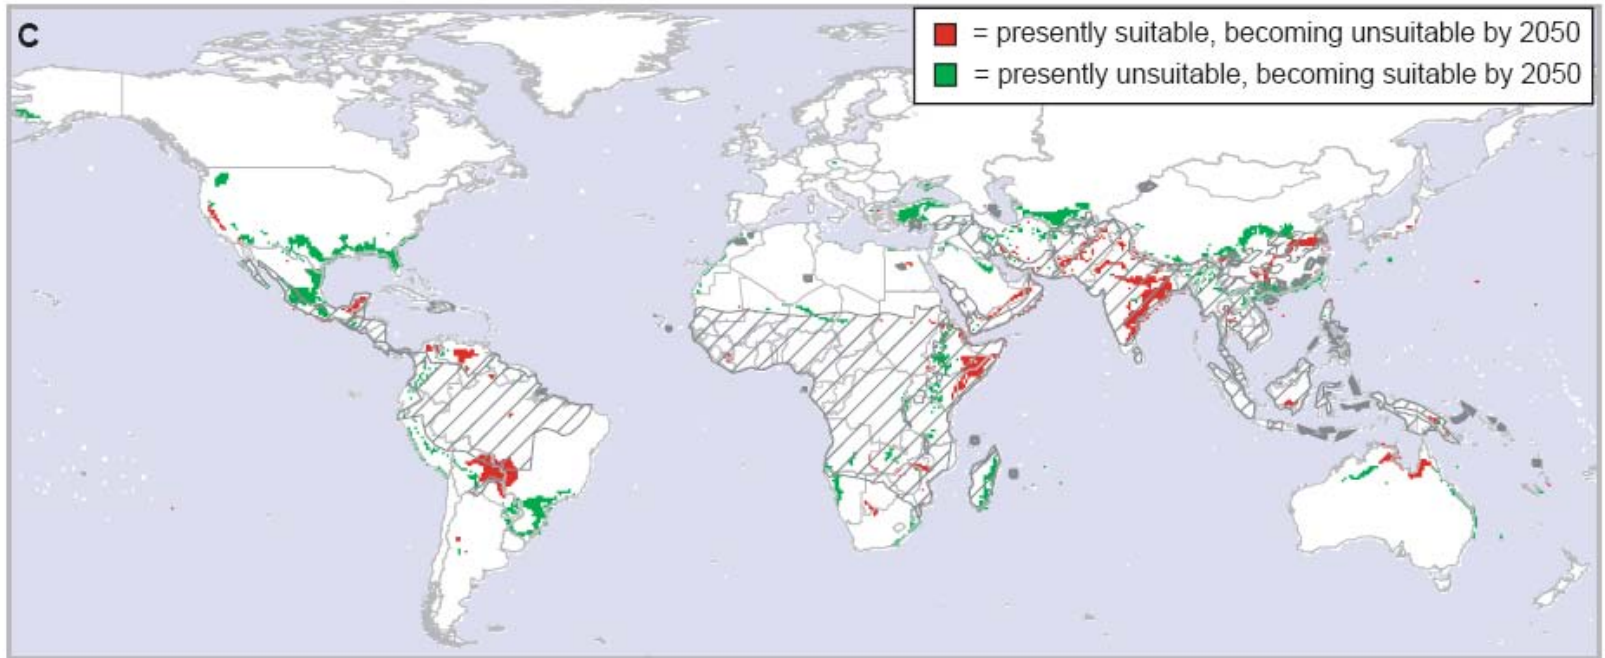 C
= presently suitable, becoming unsuitable by 2050
= presently unsuitable, becoming suitable by 2050